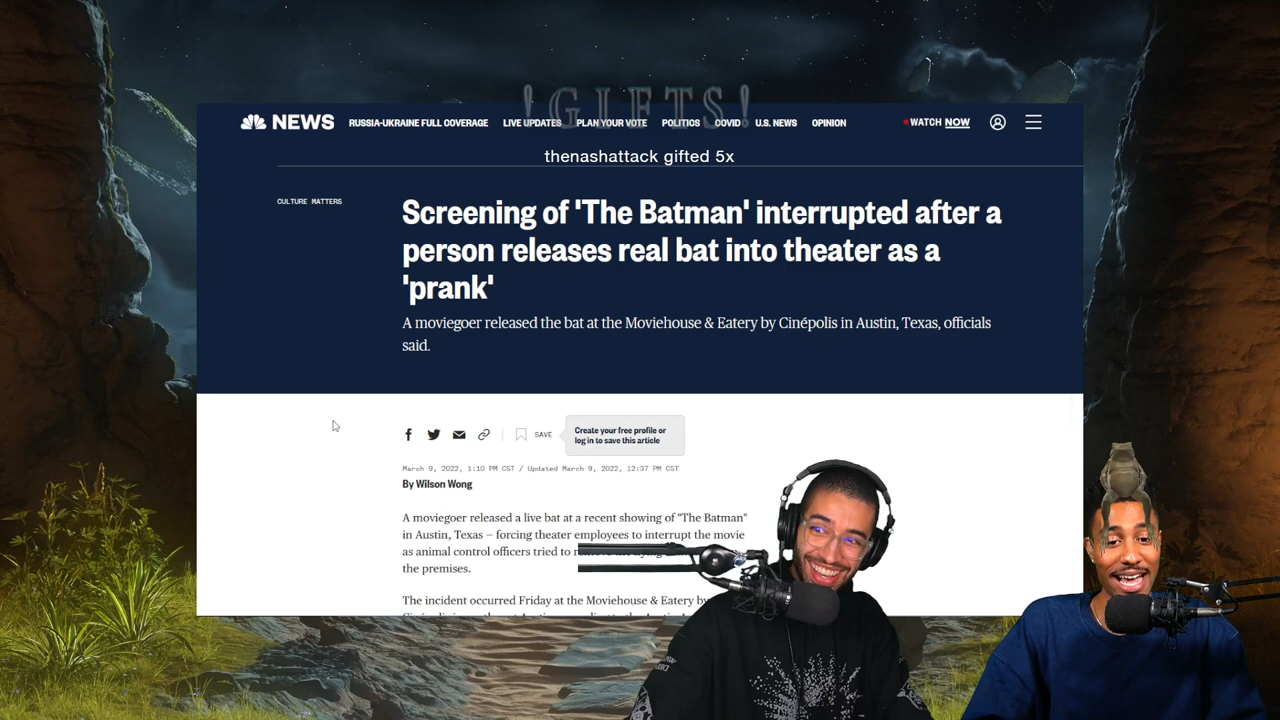 !GIFTS!
NEWS
RUSSIA-UKRAINE FULL COVERAGE LIVE UPDATES PLAN YOUR VOTE POLITICS COVID U.S. NEWS OPINION WATCH NOW
thenashattack gifted 5x
CULTURE MATTERS
Screening of 'The Batman' interrupted after a
person releases real bat into theater as a
'prank'
A moviegoer released the bat at the Moviehouse & Eatery by Cinépolis in Austin, Texas, officials
said.
SAVE
Create your free profile or
log in to save this article
March 9, 2022, 1:10 PM CST / Updated March 9, 2022, 12:37 PM CST
By Wilson Wong
A moviegoer released a live bat at a recent showing of "The Batman"
in Austin, Texas — forcing theater employees to interrupt the movie
as animal control officers tried to
the premises.
The incident occurred Friday at the Moviehouse & Eatery by